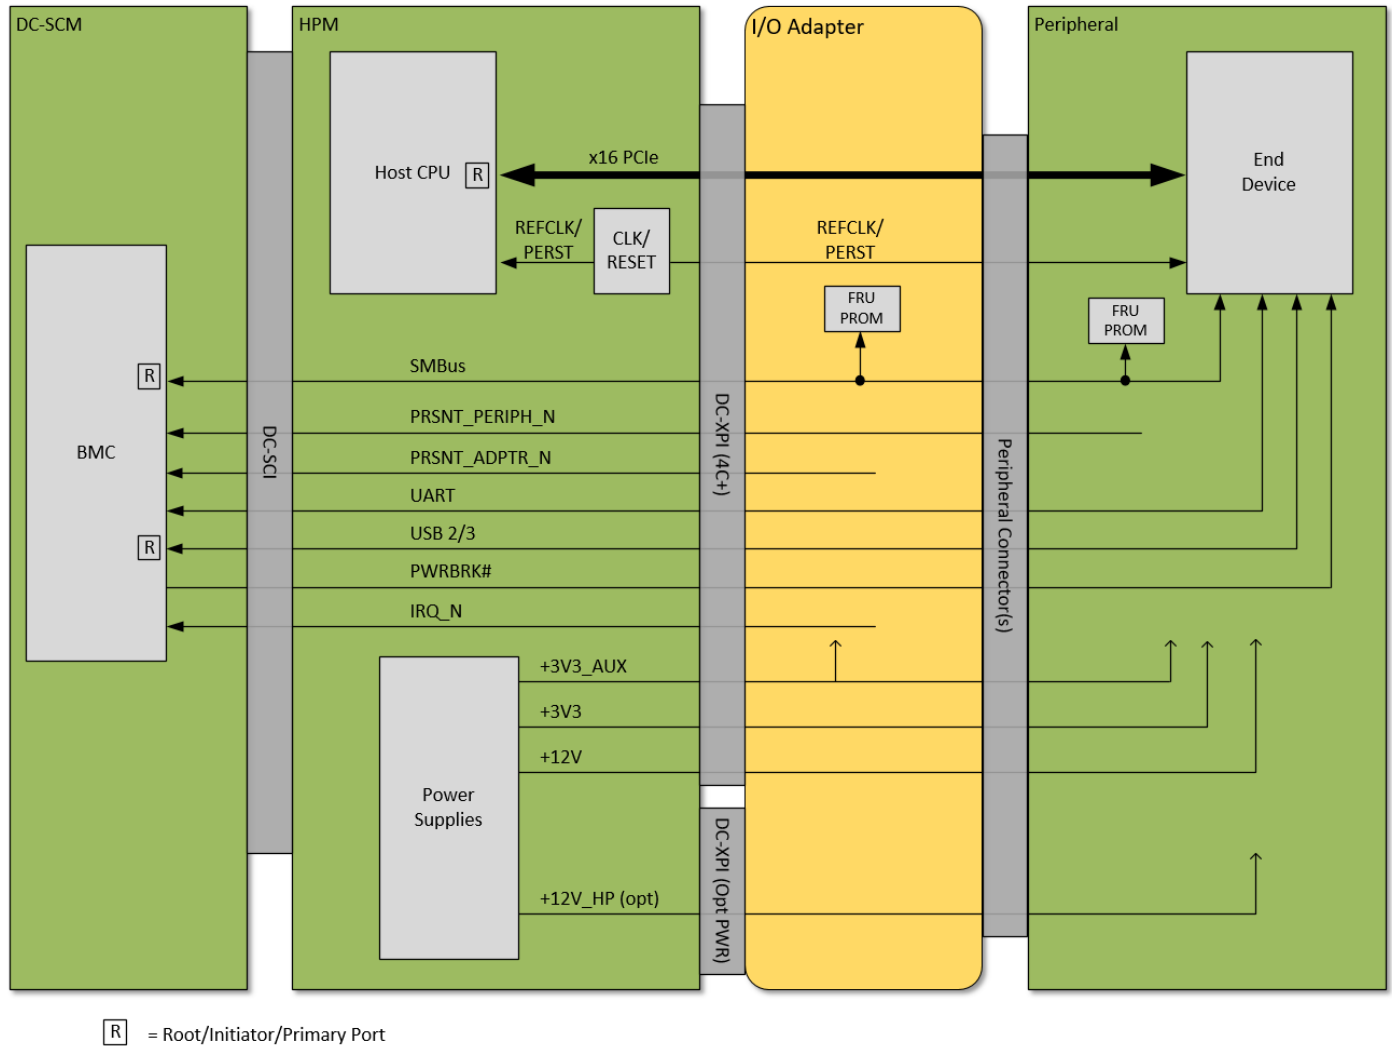 DC-SCM
HPM
I/O Adapter
Peripheral
Host CPU
R
x16 PCIe
End
Device
REFCLK/
PERST
CLK/
RESET
REFCLK/
PERST
FRU
PROM
FRU
PROM
BMC
R
R
SMBus
PRSNT_PERIPH_N
PRSNT_ADPTR_N
UART
USB 2/3
PWRBRK#
IRQ_N
DC-SCI
DC-XPI (4C+)
Peripheral Connector(s)
Power
Supplies
+3V3_AUX
+3V3
+12V
+12V_HP (opt)
DC-XPI (Opt PWR)
R = Root/Initiator/Primary Port